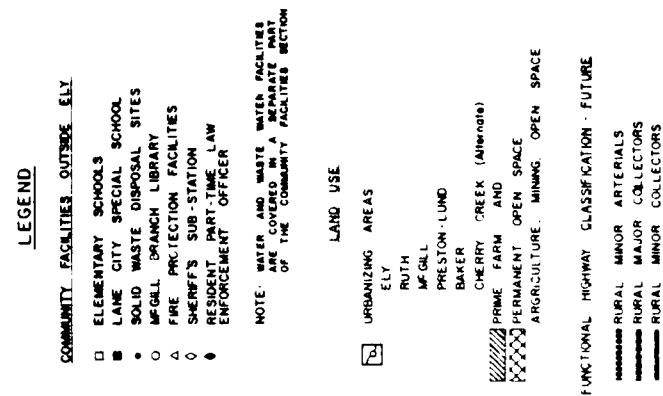 LEGEND
COMMUNITY FACILITIES OUTSIDE ELY
ELEMENTARY SCHOOLS
LANE CITY SPECIAL SCHOOL
SOLID WASTE DISPOSAL SITES
McGILL BRANCH LIBRARY
FIRE PROTECTION FACILITIES
SHERIFF'S SUB-STATION
RESIDENT PART-TIME LAW
ENFORCEMENT OFFICER
NOTE: WATER AND WASTE WATER FACILITIES
ARE COVERED IN A SEPARATE PART
OF THE COMMUNITY FACILITIES SECTION
LAND USE
URBANIZING AREAS
ELY
RUTH
McGILL
PRESTON-LUND
BAKER
CHERRY CREEK (Alternate)
PRIME FARM AND
PERMANENT OPEN SPACE
ARGRICULTURE. MINING. OPEN SPACE
FUNCTIONAL HIGHWAY CLASSIFICATION - FUTURE
RURAL MINOR ARTERIALS
RURAL MAJOR COLLECTORS
RURAL MINOR COLLECTORS